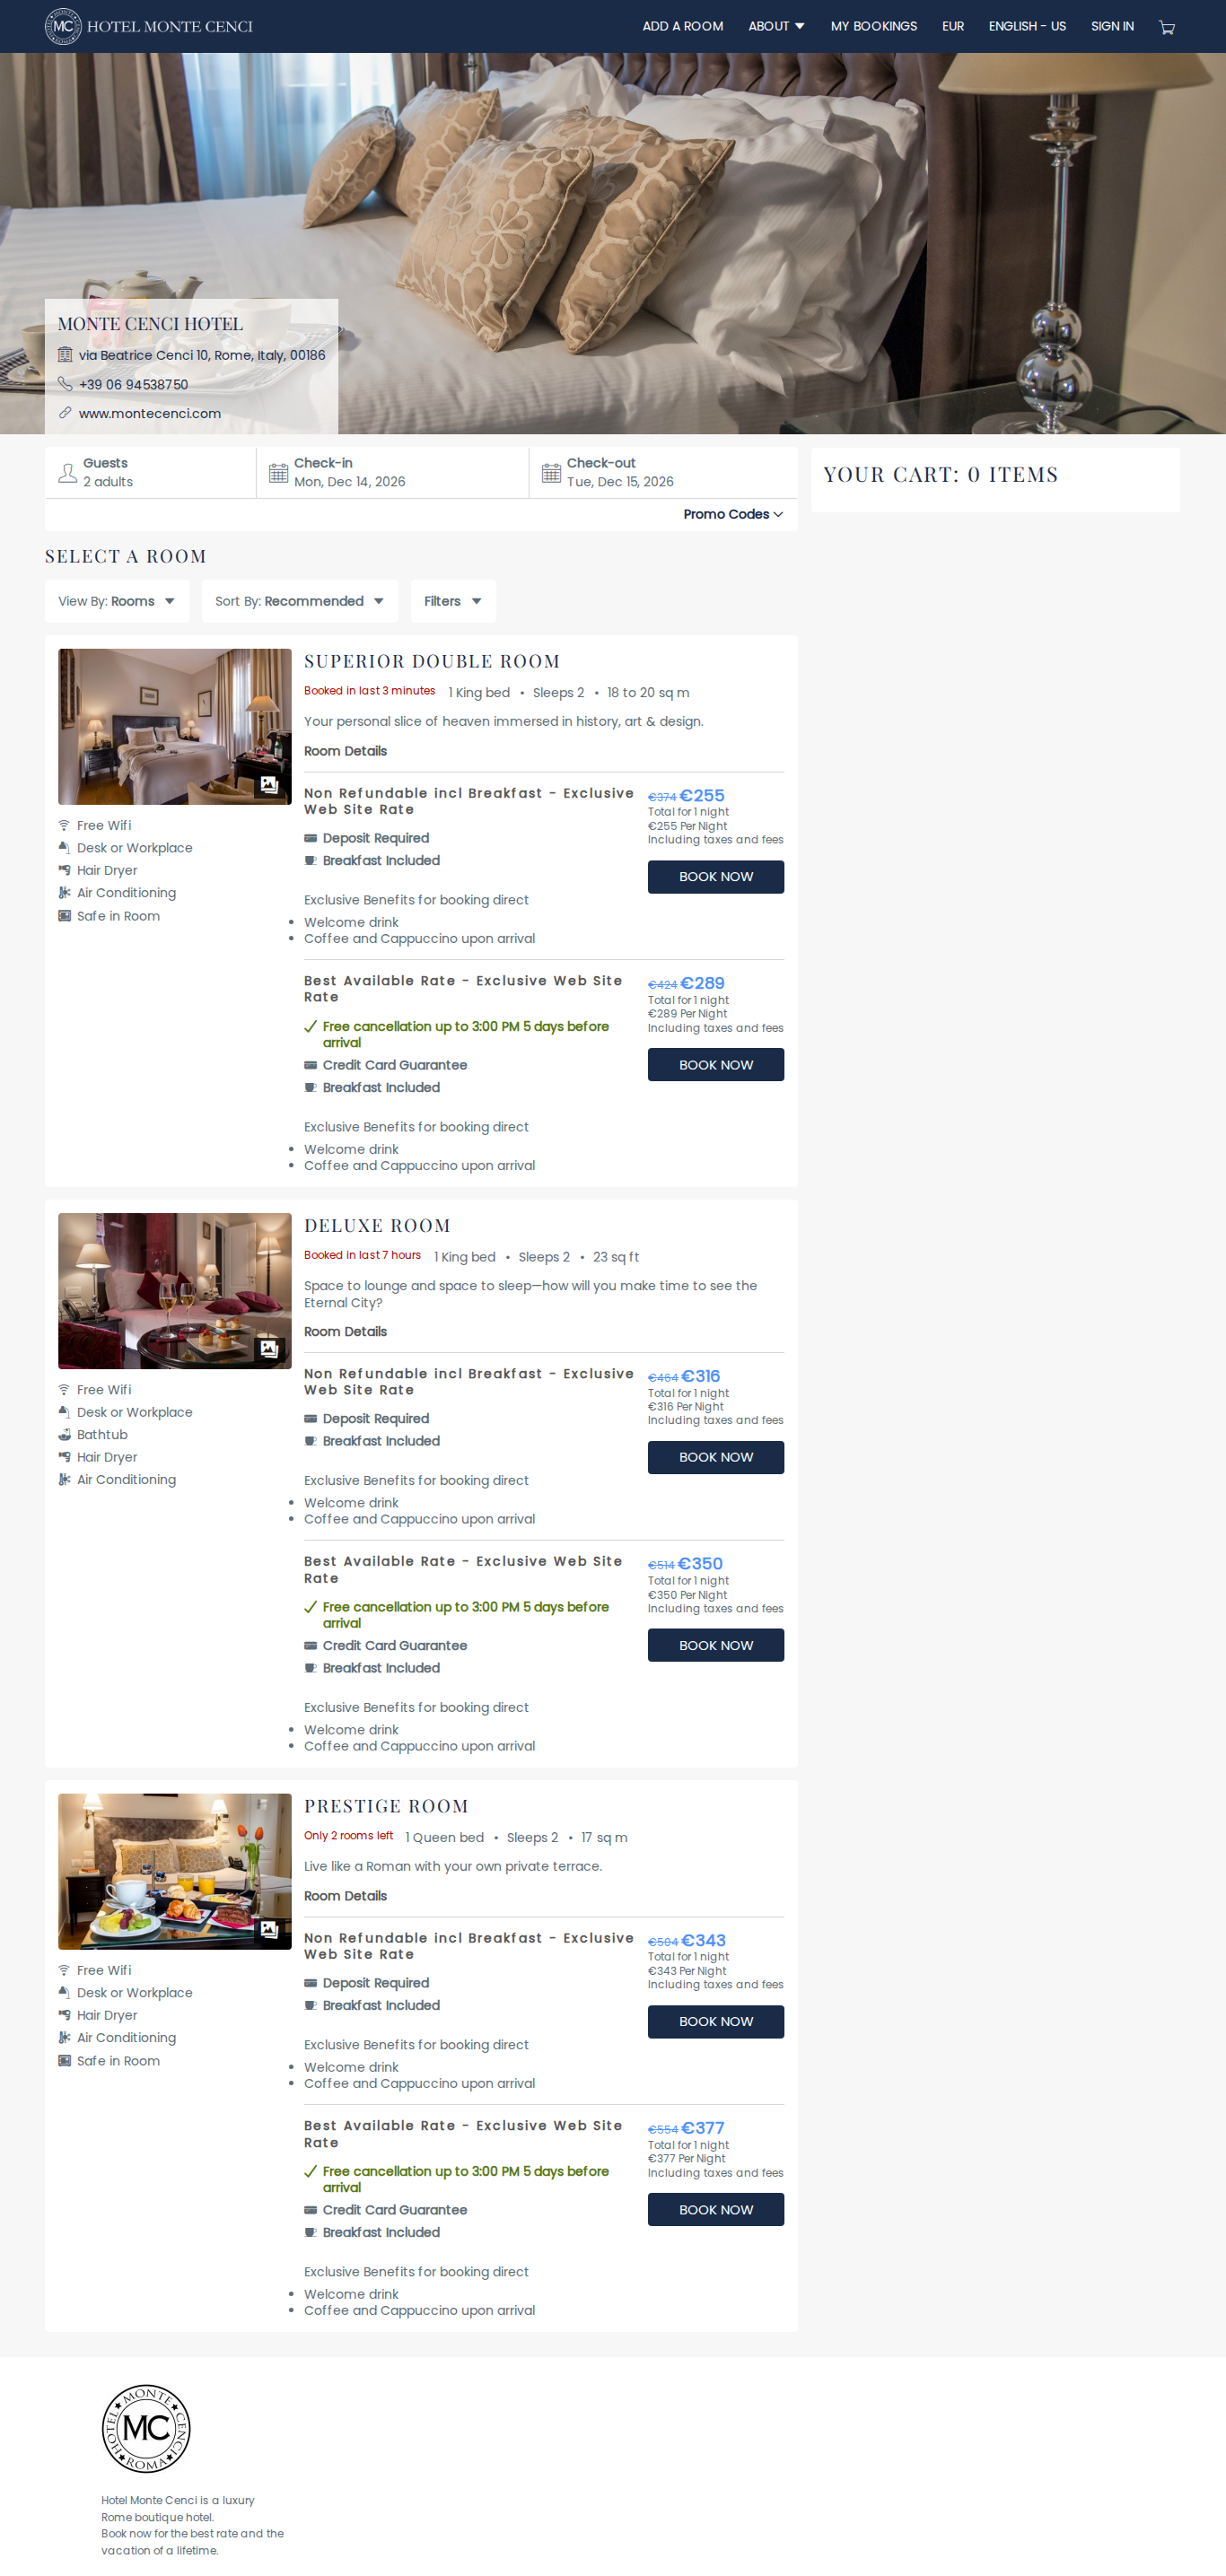 MC HOTEL MONTE CENCI
ADD A ROOM ABOUT MY BOOKINGS EUR ENGLISH - US SIGN IN
MONTE CENCI HOTEL
via Beatrice Cenci 10, Rome, Italy, 00186
+39 06 94538750
www.montecenci.com
Guests
2 adults
Check-in
Mon, Dec 14, 2026
Check-out
Tue, Dec 15, 2026
Promo Codes
YOUR CART: 0 ITEMS
SELECT A ROOM
View By: Rooms
Sort By: Recommended
Filters
SUPERIOR DOUBLE ROOM
Booked in last 3 minutes 1 King bed • Sleeps 2 • 18 to 20 sq m
Your personal slice of heaven immersed in history, art & design.
Room Details
Free Wifi
Desk or Workplace
Hair Dryer
Air Conditioning
Safe in Room
Non Refundable incl Breakfast - Exclusive
Web Site Rate
Deposit Required
Breakfast Included
Exclusive Benefits for booking direct
• Welcome drink
• Coffee and Cappuccino upon arrival
€374 €255
Total for 1 night
€255 Per Night
Including taxes and fees
BOOK NOW
Best Available Rate - Exclusive Web Site
Rate
Free cancellation up to 3:00 PM 5 days before
arrival
Credit Card Guarantee
Breakfast Included
Exclusive Benefits for booking direct
• Welcome drink
• Coffee and Cappuccino upon arrival
€424 €289
Total for 1 night
€289 Per Night
Including taxes and fees
BOOK NOW
DELUXE ROOM
Booked in last 7 hours 1 King bed • Sleeps 2 • 23 sq ft
Space to lounge and space to sleep—how will you make time to see the
Eternal City?
Room Details
Free Wifi
Desk or Workplace
Bathtub
Hair Dryer
Air Conditioning
Non Refundable incl Breakfast - Exclusive
Web Site Rate
Deposit Required
Breakfast Included
Exclusive Benefits for booking direct
• Welcome drink
• Coffee and Cappuccino upon arrival
€464 €316
Total for 1 night
€316 Per Night
Including taxes and fees
BOOK NOW
Best Available Rate - Exclusive Web Site
Rate
Free cancellation up to 3:00 PM 5 days before
arrival
Credit Card Guarantee
Breakfast Included
Exclusive Benefits for booking direct
• Welcome drink
• Coffee and Cappuccino upon arrival
€514 €350
Total for 1 night
€350 Per Night
Including taxes and fees
BOOK NOW
PRESTIGE ROOM
Only 2 rooms left 1 Queen bed • Sleeps 2 • 17 sq m
Live like a Roman with your own private terrace.
Room Details
Free Wifi
Desk or Workplace
Hair Dryer
Air Conditioning
Safe in Room
Non Refundable incl Breakfast - Exclusive
Web Site Rate
Deposit Required
Breakfast Included
Exclusive Benefits for booking direct
• Welcome drink
• Coffee and Cappuccino upon arrival
€504 €343
Total for 1 night
€343 Per Night
Including taxes and fees
BOOK NOW
Best Available Rate - Exclusive Web Site
Rate
Free cancellation up to 3:00 PM 5 days before
arrival
Credit Card Guarantee
Breakfast Included
Exclusive Benefits for booking direct
• Welcome drink
• Coffee and Cappuccino upon arrival
€554 €377
Total for 1 night
€377 Per Night
Including taxes and fees
BOOK NOW
HOTEL MONTE CENCI ROMA
MC
Hotel Monte Cenci is a luxury
Rome boutique hotel.
Book now for the best rate and the
vacation of a lifetime.